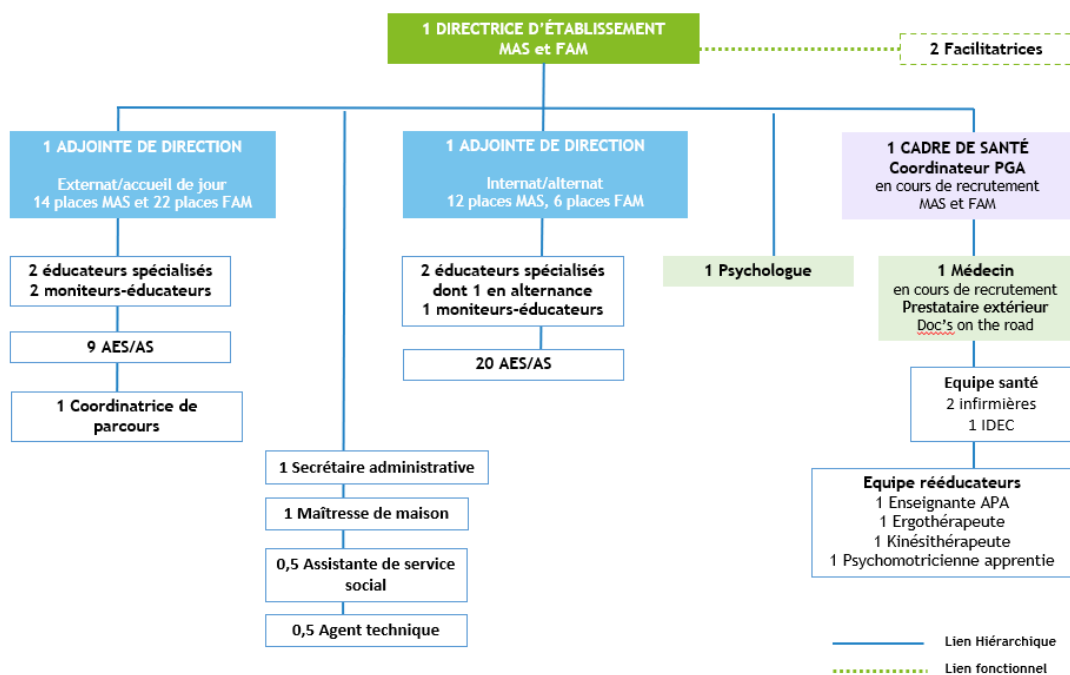 1 DIRECTRICE D'ÉTABLISSEMENT
MAS et FAM
2 Facilitatrices
1 ADJOINTE DE DIRECTION
Externat/accueil de jour
14 places MAS et 22 places FAM
1 ADJOINTE DE DIRECTION
Internat/alternat
12 places MAS, 6 places FAM
1 CADRE DE SANTÉ
Coordinateur PGA
en cours de recrutement
MAS et FAM
2 éducateurs spécialisés
2 moniteurs-éducateurs
2 éducateurs spécialisés
dont 1 en alternance
1 moniteurs-éducateurs
1 Psychologue
1 Médecin
en cours de recrutement
Prestataire extérieur
Doc's on the road
9 AES/AS
20 AES/AS
1 Coordinatrice de
parcours
Equipe santé
2 infirmières
1 IDEC
1 Secrétaire administrative
1 Maîtresse de maison
0,5 Assistante de service
social
0,5 Agent technique
Equipe rééducateurs
1 Enseignante APA
1 Ergothérapeute
1 Kinésithérapeute
1 Psychomotricienne apprentie
Lien Hiérarchique
Lien fonctionnel